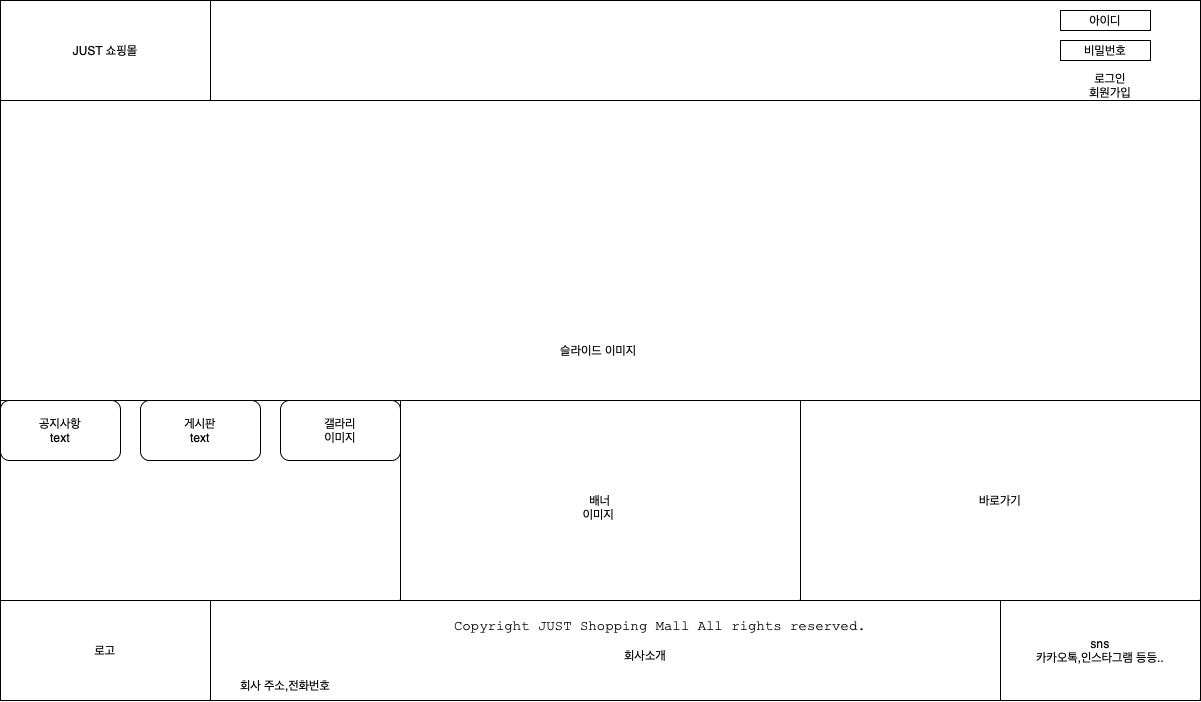 JUST 쇼핑몰
아이디
비밀번호
로그인
회원가입
슬라이드 이미지
공지사항
text
게시판
text
갤라리
이미지
배너
이미지
바로가기
로고
Copyright JUST Shopping Mall All rights reserved.
회사소개
회사 주소,전화번호
sns
카카오톡,인스타그램 등등..